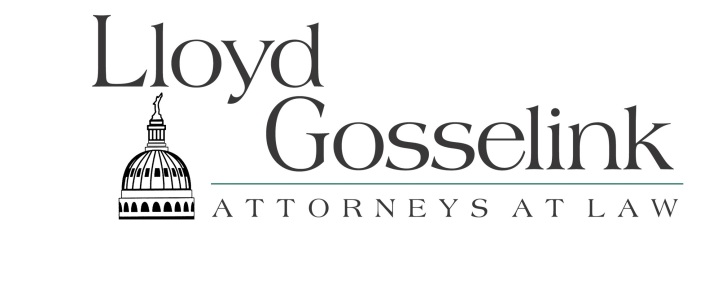 Lloyd
Gosselink
ATTORNEYS AT LAW